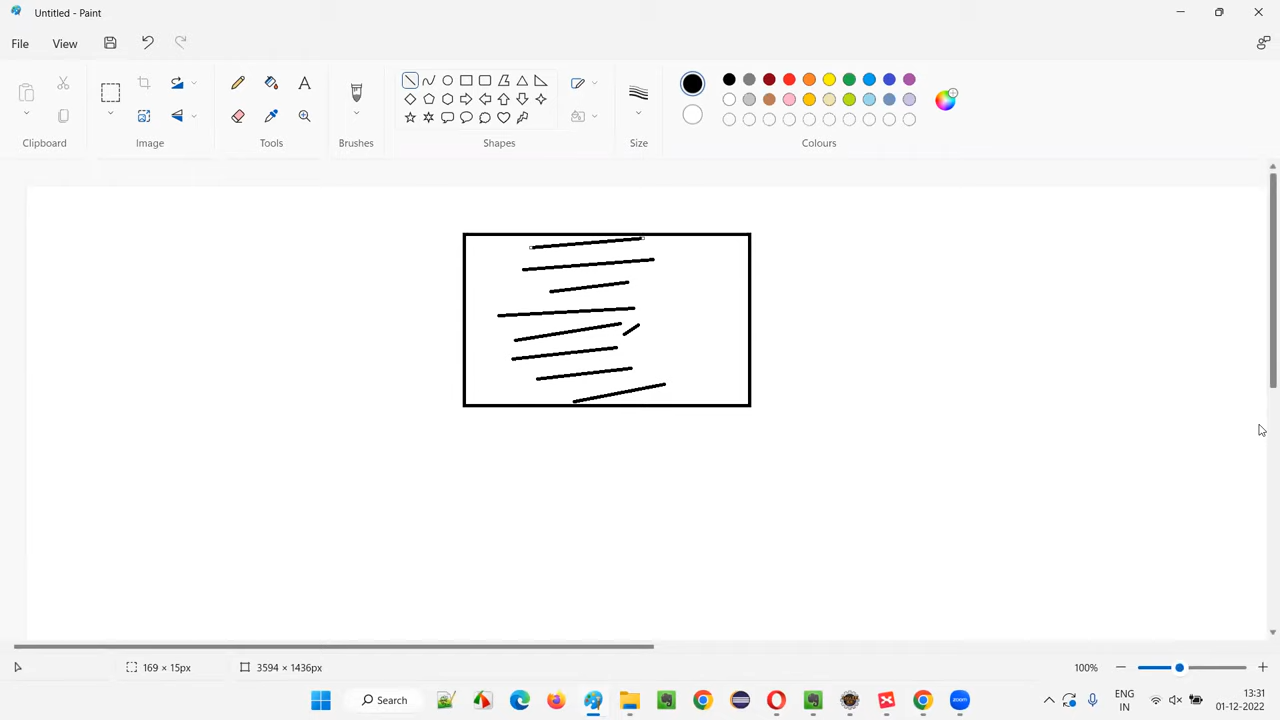 Untitled - Paint
File View
Clipboard Image Tools Brushes Shapes Size Colours
169 × 15px 3594 × 1436px 100%
Search zoom ENG 13:31
IN 01-12-2022